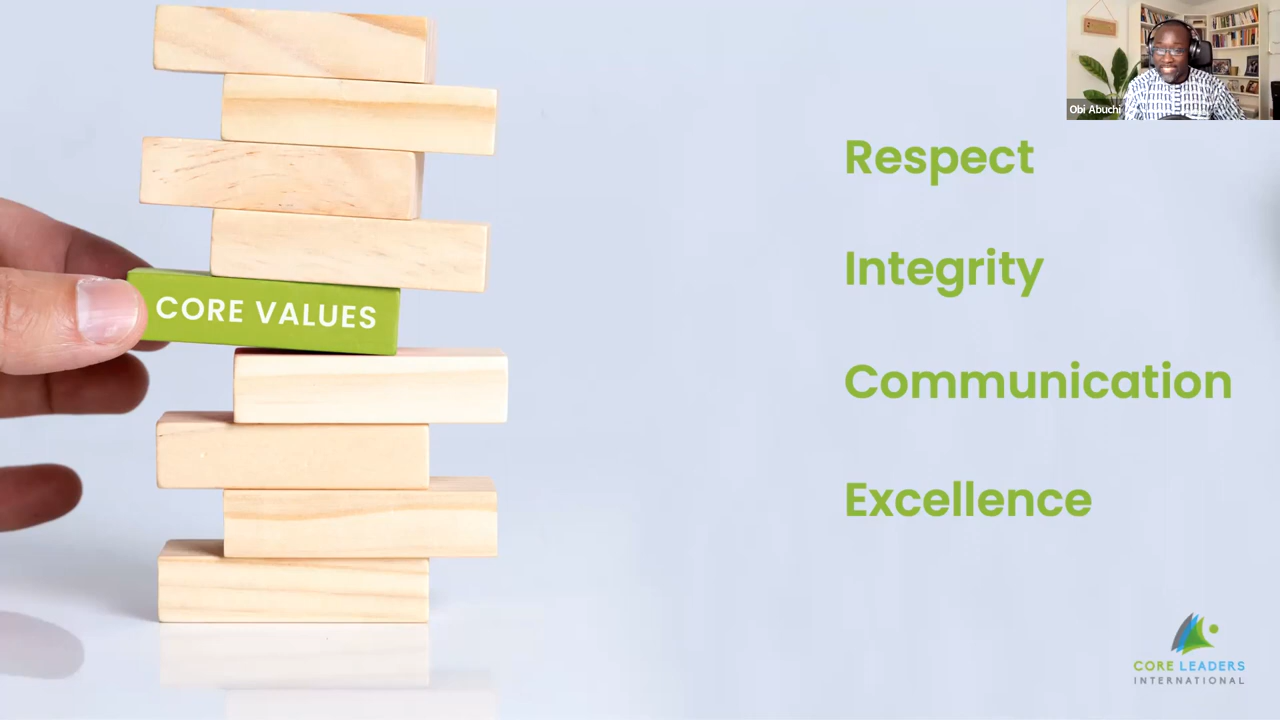 Obi Abuchi
Respect
Integrity
CORE VALUES
Communication
Excellence
CORE LEADERS
INTERNATIONAL